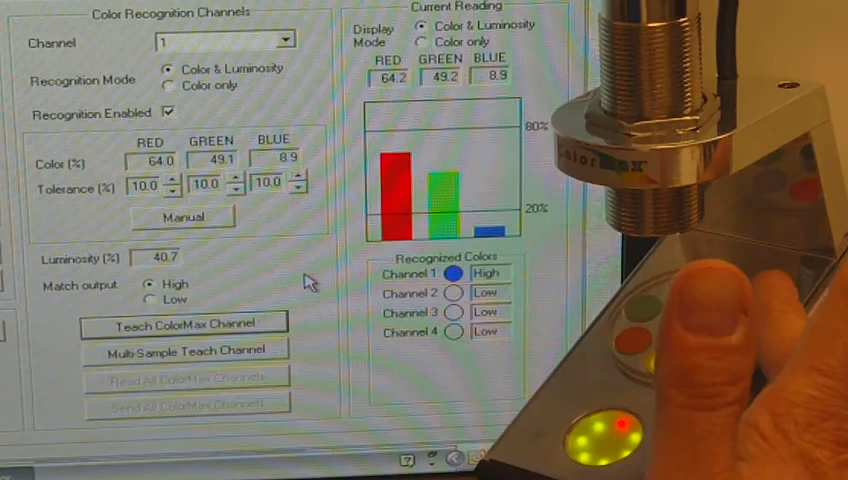 Color Recognition Channels
Channel
1
Recognition Mode
Color & Luminosity
Color only
Recognition Enabled
RED GREEN BLUE
Color (%) 64.0 49.1 8.9
Tolerance (%) 10.0 10.0 10.0
Manual
Luminosity (%) 40.7
Match output High
Low
Teach ColorMax Channel
Multi-Sample Teach Channel
Read All ColorMax Channels
Send All ColorMax Channels
Current Reading
Display Mode
Color & Luminosity
Color only
RED GREEN BLUE
64.2 49.2 8.9
80%
20%
Recognized Colors
Channel 1 High
Channel 2 Low
Channel 3 Low
Channel 4 Low
ColorMax
?